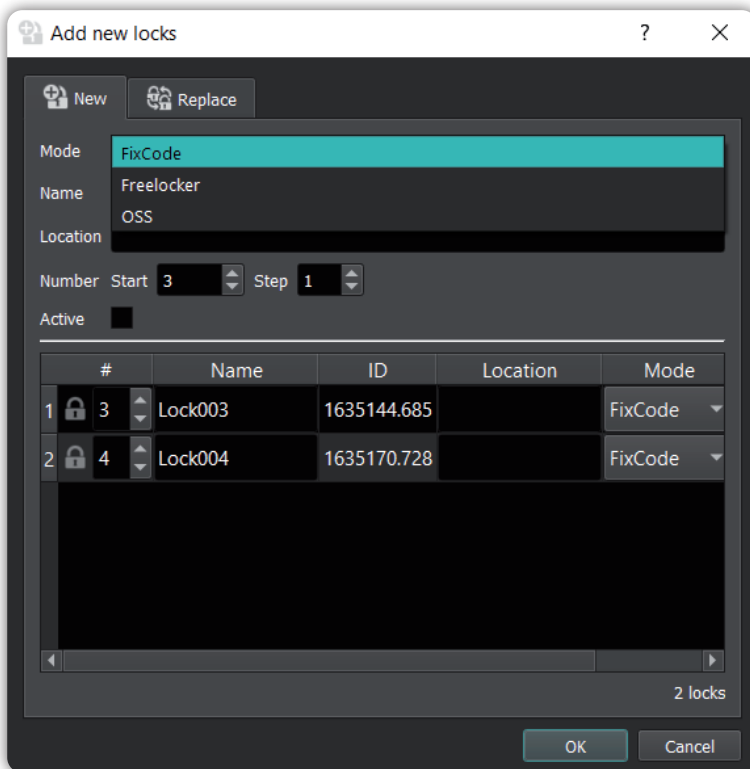 Add new locks ?
New Replace
Mode FixCode
Name Freelocker
OSS
Location
Number Start 3 Step 1
Active
# Name ID Location Mode
1 3 Lock003 1635144.685 FixCode
2 4 Lock004 1635170.728 FixCode
2 locks
OK Cancel